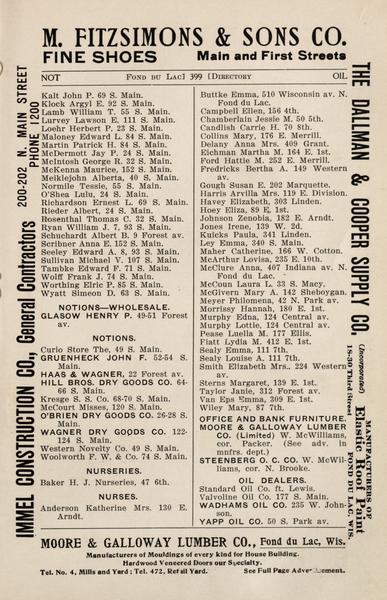 M. FITZSIMONS & SONS CO.
FINE SHOES Main and First Streets
NOT FOND DU LAC] 399 [DIRECTORY OIL
Kalt John P. 69 S. Main.
Klock Argyl E. 92 S. Main.
Lamb William T. 55 S. Main.
Lurvey Lawson E. 111 S. Main.
Loehr Herbert P. 23 S. Main.
Maloney Edward L. 84 S. Main.
Martin Patrick H. 84 S. Main.
McDermott Jay P. 24 S. Main.
McIntosh George R. 32 S. Main.
McKenna Maurice, 152 S. Main.
Meiklejohn Alberta, 40 S. Main.
Normile Tessie, 55 S. Main.
O'Shea Lulu, 24 S. Main.
Richardson Ernest L. 69 S. Main.
Rieder Albert, 24 S. Main.
Rosenthal Thomas C. 32 S. Main.
Ryan William J. 7, 93 S. Main.
Schuchardt Albert B. 9 Forest av.
Scribner Anna E. 152 S. Main.
Seeley Edward A. 8, 93 S. Main.
Sullivan Michael V. 107 S. Main.
Tambke Edward F. 71 S. Main.
Wolff Frank J. 74 S. Main.
Worthing Elric P. 85 S. Main.
Wyatt Simeon D. 63 S. Main.
NOTIONS—WHOLESALE.
GLASOW HENRY P. 49-51 Forest
av.
NOTIONS.
Curio Store The, 49 S. Main.
GRUENHECK JOHN F. 52-54 S.
Main.
HAAS & WAGNER, 22 Forest av.
HILL BROS. DRY GOODS CO. 64-
66 S. Main.
Kresge S. S. Co. 68-70 S. Main.
McCourt Misses, 120 S. Main.
O'BRIEN DRY GOODS CO. 26-28 S.
Main.
WAGNER DRY GOODS CO. 122-
124 S. Main.
Western Novelty Co. 49 S. Main.
Woolworth F. W. & Co. 74 S. Main.
NURSERIES.
Baker H. J. Nurseries, 47 6th.
NURSES.
Anderson Katherine Mrs. 130 E.
Arndt.
Buttke Emma, 510 Wisconsin av. N.
Fond du Lac.
Campbell Ellen, 156 4th.
Chamberlain Jessie M. 50 5th.
Candlish Carrie H. 70 8th.
Collins Mary, 176 E. Merrill.
Delany Anna Mrs. 409 Grant.
Eichman Martha M. 164 E. 1st.
Ford Hattie M. 252 E. Merrill.
Fredricks Bertha A. 149 Western
av.
Gough Susan E. 202 Marquette.
Harris Arvilla Mrs. 119 E. Division.
Havey Elizabeth, 303 Linden.
Hoey Eliza, 59 E. 1st.
Johnson Zenobia, 182 E. Arndt.
Jones Irene, 139 W. 2d.
Kuicks Paula, 341 Linden.
Ley Emma, 340 S. Main.
Maher Catherine, 166 W. Cotton.
McArthur Lovisa, 235 E. 10th.
McClure Anna, 407 Indiana av. N.
Fond du Lac.
McCoun Laura L. 33 S. Macy.
McGivern Mary A. 142 Sheboygan.
Meyer Philomena, 42 N. Park av.
Morrissy Hannah, 180 E. 1st.
Murphy Edna, 124 Central av.
Murphy Lottie, 124 Central av.
Pease Luella M. 177 Ellis.
Fiatt Lydia M. 412 E. 1st.
Sealy Emma, 111 7th.
Sealy Louise A. 111 7th.
Smith Elizabeth Mrs., 224 Western
av.
Sterns Margaret, 139 E. 1st.
Taylor Janie, 312 Forest av.
Van Eps Emma, 309 E. 1st.
Wiley Mary, 87 7th.
OFFICE AND BANK FURNITURE.
MOORE & GALLOWAY LUMBER
CO. (Limited) W. McWilliams,
cor. Packer. (See adv. in
mnfrs. dept.)
STEENBERG O. C. CO. W. McWil-
liams, cor. N. Brooke.
OIL DEALERS.
Standard Oil Co. ft. Lewis.
Valvoline Oil Co. 177 S. Main.
WADHAMS OIL CO. 235 W. John-
son.
YAPP OIL CO. 50 S. Park av.
IMMEL CONSTRUCTION CO., General Contractors
200-202 N. MAIN STREET
PHONE 1200
THE DALLMAN & COOPER SUPPLY CO.
(Incorporated)
18-30 Third Street
MANUFACTURERS OF
Elastic Roof Paint
FOND DU LAC, WIS.
MOORE & GALLOWAY LUMBER CO., Fond du Lac, Wis.
Manufacturers of Mouldings of every kind for House Building.
Hardwood Veneered Doors our Specialty.
Tel. No. 4, Mills and Yard; Tel. 472, Retail Yard. See Full Page Advertisement.